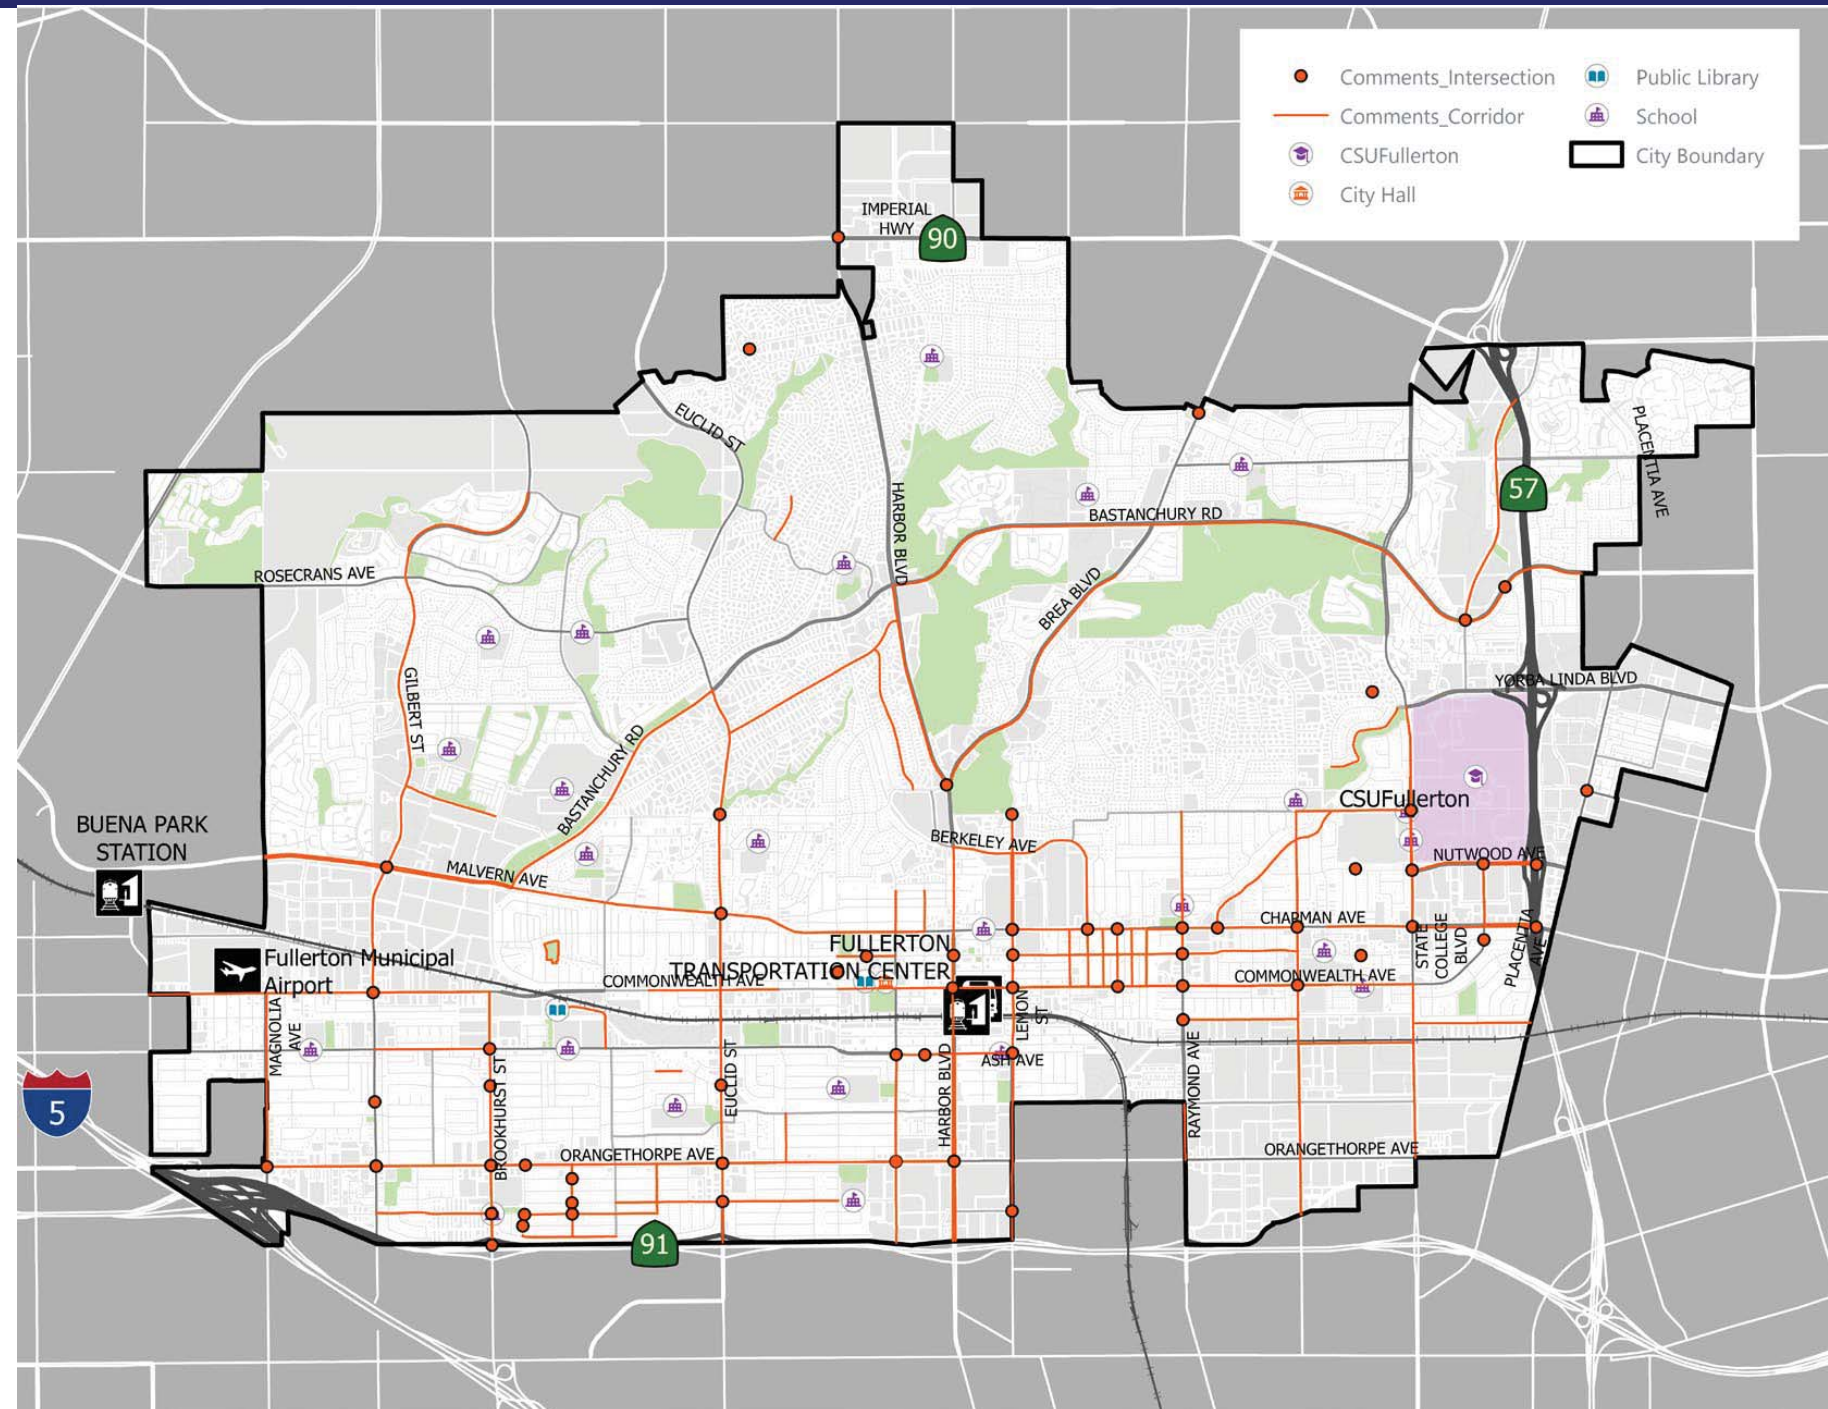 Comments_Intersection
Public Library
Comments_Corridor
School
CSUFullerton
City Boundary
City Hall
IMPERIAL
HWY
90
EUCLID ST
PLACENTIA AVE
57
HARBOR BLVD
BASTANCHURY RD
ROSECRANS AVE
BREA BLVD
GILBERT ST
YORBA LINDA BLVD
BASTANCHURY RD
CSUFullerton
BUENA PARK
STATION
BERKELEY AVE
NUTWOOD AVE
MALVERN AVE
CHAPMAN AVE
STATE
COLLEGE
BLVD
PLACENTIA
AVE
FULLERTON
TRANSPORTATION CENTER
Fullerton Municipal
Airport
COMMONWEALTH AVE
COMMONWEALTH AVE
MAGNOLIA
AVE
LEMON
ST
ASH AVE
5
BROOKHURST ST
EUCLID ST
HARBOR BLVD
RAYMOND AVE
ORANGETHORPE AVE
ORANGETHORPE AVE
91